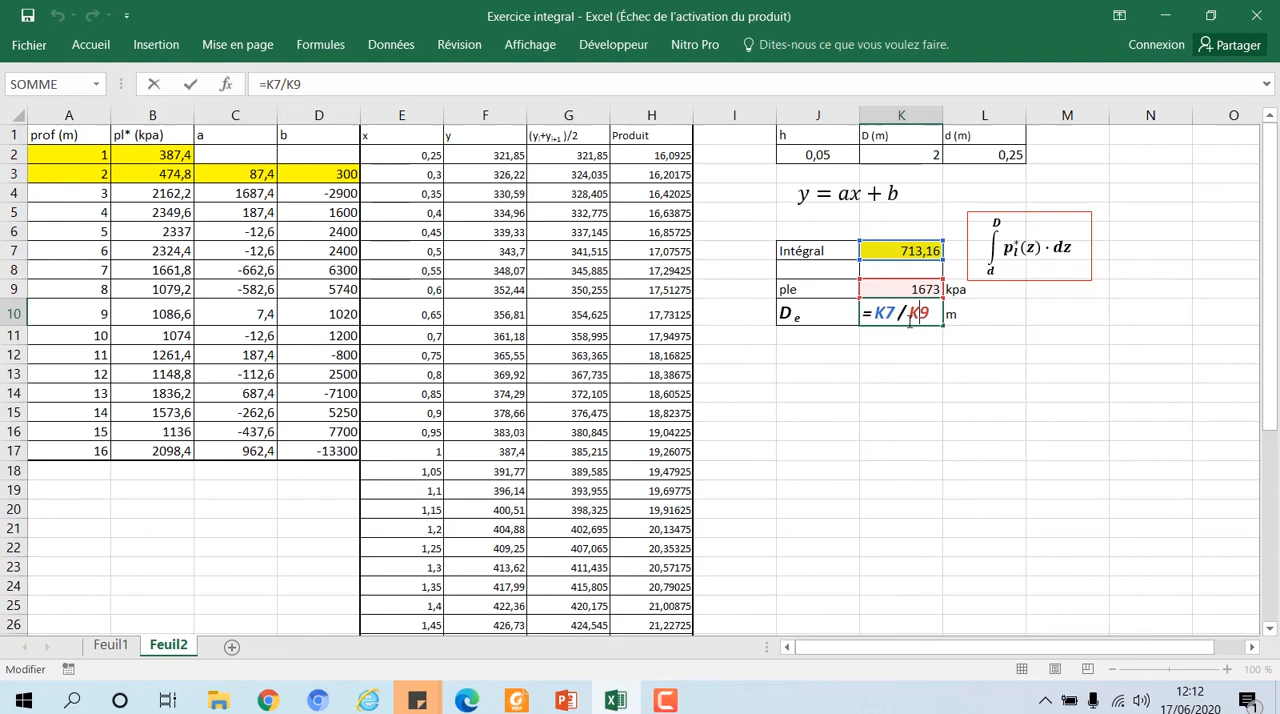 Exercice integral - Excel (Échec de l'activation du produit)
Fichier Accueil Insertion Mise en page Formules Données Révision Affichage Développeur Nitro Pro Dites-nous ce que vous voulez faire. Connexion Partager
SOMME fx =K7/K9
A B C D E F G H I J K L M N O
1 prof (m) pl* (kpa) a b x y (yi+yi+1)/2 Produit h D (m) d (m)
2 1 387,4 0,25 321,85 321,85 16,0925 0,05 2 0,25
3 2 474,8 87,4 300 0,3 326,22 324,035 16,20175
4 3 2162,2 1687,4 -2900 0,35 330,59 328,405 16,42025 y = ax + b
5 4 2349,6 187,4 1600 0,4 334,96 332,775 16,63875
6 5 2337 -12,6 2400 0,45 339,33 337,145 16,85725
7 6 2324,4 -12,6 2400 0,5 343,7 341,515 17,07575 Intégral 713,16 ∫dD pl*(z) · dz
8 7 1661,8 -662,6 6300 0,55 348,07 345,885 17,29425
9 8 1079,2 -582,6 5740 0,6 352,44 350,255 17,51275 ple 1673 kpa
10 9 1086,6 7,4 1020 0,65 356,81 354,625 17,73125 De =K7/K9 m
11 10 1074 -12,6 1200 0,7 361,18 358,995 17,94975
12 11 1261,4 187,4 -800 0,75 365,55 363,365 18,16825
13 12 1148,8 -112,6 2500 0,8 369,92 367,735 18,38675
14 13 1836,2 687,4 -7100 0,85 374,29 372,105 18,60525
15 14 1573,6 -262,6 5250 0,9 378,66 376,475 18,82375
16 15 1136 -437,6 7700 0,95 383,03 380,845 19,04225
17 16 2098,4 962,4 -13300 1 387,4 385,215 19,26075
18 1,05 391,77 389,585 19,47925
19 1,1 396,14 393,955 19,69775
20 1,15 400,51 398,325 19,91625
21 1,2 404,88 402,695 20,13475
22 1,25 409,25 407,065 20,35325
23 1,3 413,62 411,435 20,57175
24 1,35 417,99 415,805 20,79025
25 1,4 422,36 420,175 21,00875
26 1,45 426,73 424,545 21,22725
Feuil1 Feuil2
Modifier 100 %
12:12
17/06/2020